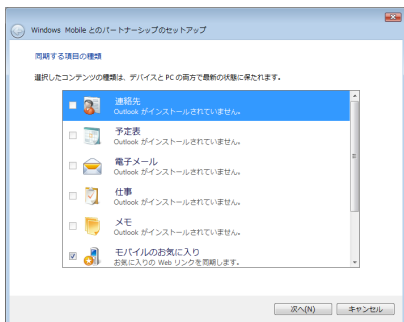 Windows Mobile とのパートナーシップのセットアップ
同期する項目の種類
選択したコンテンツの種類は、デバイスと PC の両方で最新の状態に保たれます。
連絡先
Outlook がインストールされていません。
予定表
Outlook がインストールされていません。
電子メール
Outlook がインストールされていません。
仕事
Outlook がインストールされていません。
メモ
Outlook がインストールされていません。
モバイルのお気に入り
お気に入りの Web リンクを同期します。
次へ(N)
キャンセル